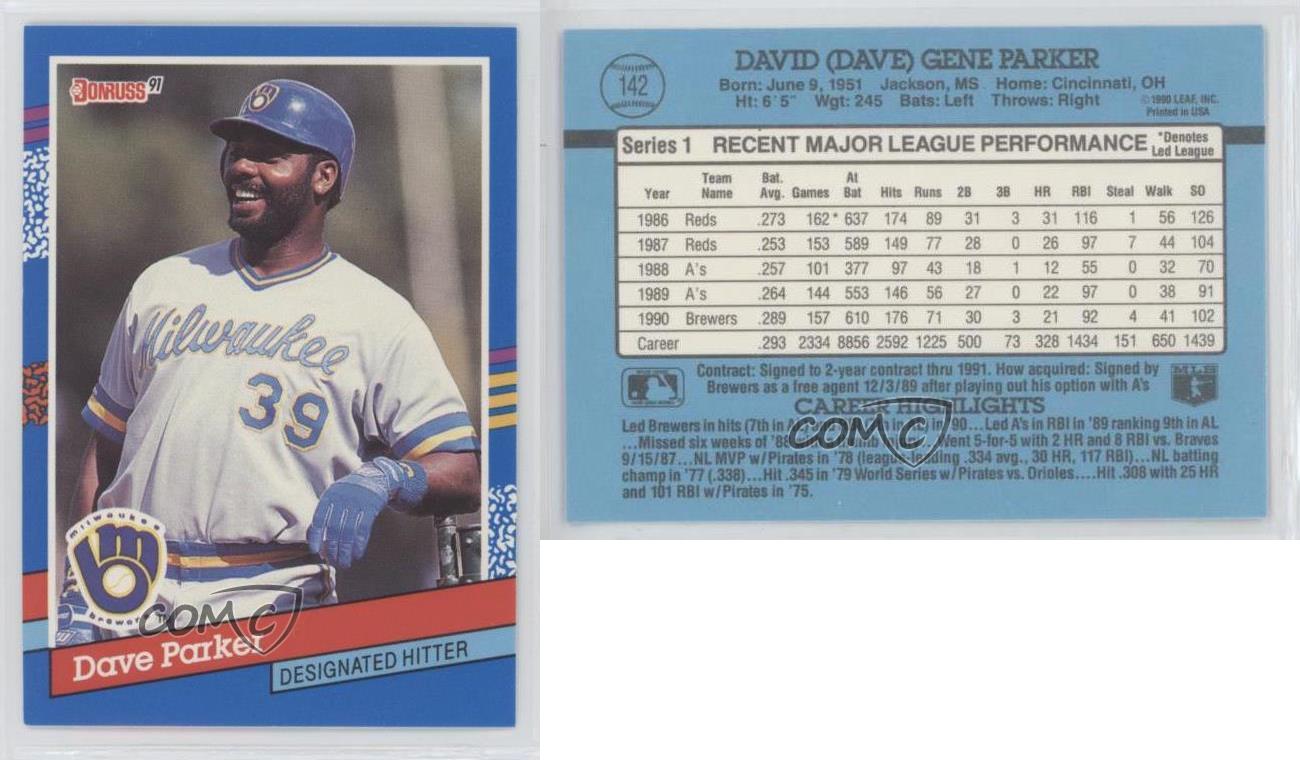 DONRUSS 91
Milwaukee
39
milwaukee
brewers TM
COMC
Dave Parker
DESIGNATED HITTER
142
DAVID (DAVE) GENE PARKER
Born: June 9, 1951 Jackson, MS Home: Cincinnati, OH
Ht: 6'5" Wgt: 245 Bats: Left Throws: Right
© 1990 LEAF, INC.
Printed in USA
Series 1 RECENT MAJOR LEAGUE PERFORMANCE *Denotes Led League
Year Team Name Bat. Avg. Games At Bat Hits Runs 2B 3B HR RBI Steal Walk SO
1986 Reds .273 162* 637 174 89 31 3 31 116 1 56 126
1987 Reds .253 153 589 149 77 28 0 26 97 7 44 104
1988 A's .257 101 377 97 43 18 1 12 55 0 32 70
1989 A's .264 144 553 146 56 27 0 22 97 0 38 91
1990 Brewers .289 157 610 176 71 30 3 21 92 4 41 102
Career .293 2334 8856 2592 1225 500 73 328 1434 151 650 1439
Contract: Signed to 2-year contract thru 1991. How acquired: Signed by
Brewers as a free agent 12/3/89 after playing out his option with A's
MLB
CAREER HIGHLIGHTS
COMC
Led Brewers in hits (7th in in '90...Led A's in RBI in '89 ranking 9th in AL
...Missed six weeks of '88 Went 5-for-5 with 2 HR and 8 RBI vs. Braves
9/15/87...NL MVP w/Pirates in '78 (league-leading .334 avg., 30 HR, 117 RBI)...NL batting
champ in '77 (.338)...Hit .345 in '79 World Series w/Pirates vs. Orioles....Hit .308 with 25 HR
and 101 RBI w/Pirates in '75.